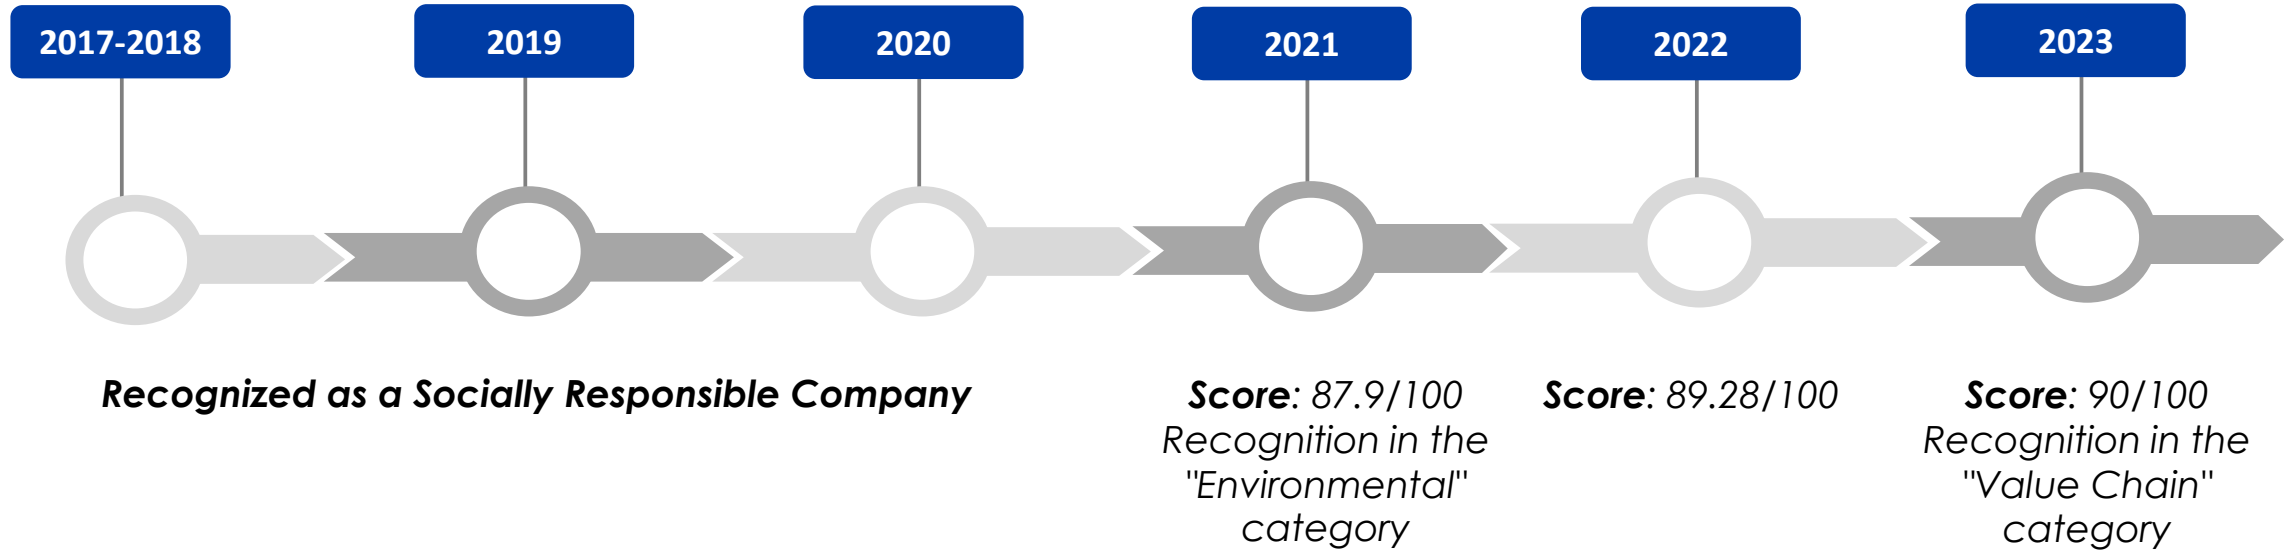 2017-2018
2019
2020
2021
2022
2023
Recognized as a Socially Responsible Company
Score: 87.9/100
Recognition in the
"Environmental"
category
Score: 89.28/100
Score: 90/100
Recognition in the
"Value Chain"
category